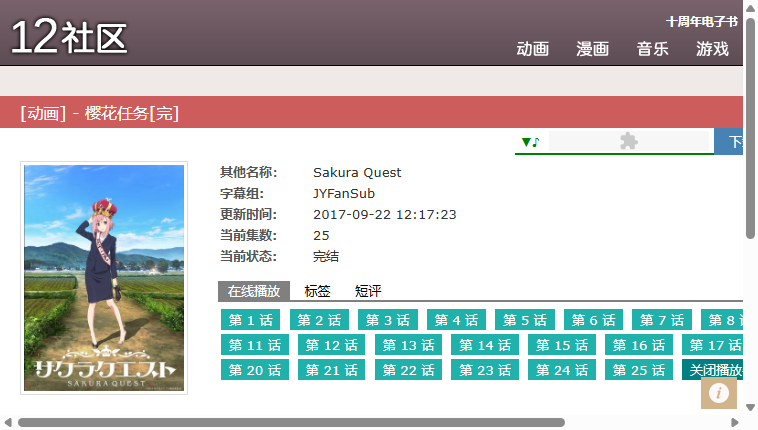 12社区
十周年电子书
动画 漫画 音乐 游戏
[动画] - 樱花任务[完]
▼♪
其他名称: Sakura Quest
字幕组: JYFanSub
更新时间: 2017-09-22 12:17:23
当前集数: 25
当前状态: 完结
在线播放 标签 短评
第 1 话 第 2 话 第 3 话 第 4 话 第 5 话 第 6 话 第 7 话 第 8
第 11 话 第 12 话 第 13 话 第 14 话 第 15 话 第 16 话 第 17 话
第 20 话 第 21 话 第 22 话 第 23 话 第 24 话 第 25 话 关闭播放
サクラクエスト
SAKURA QUEST